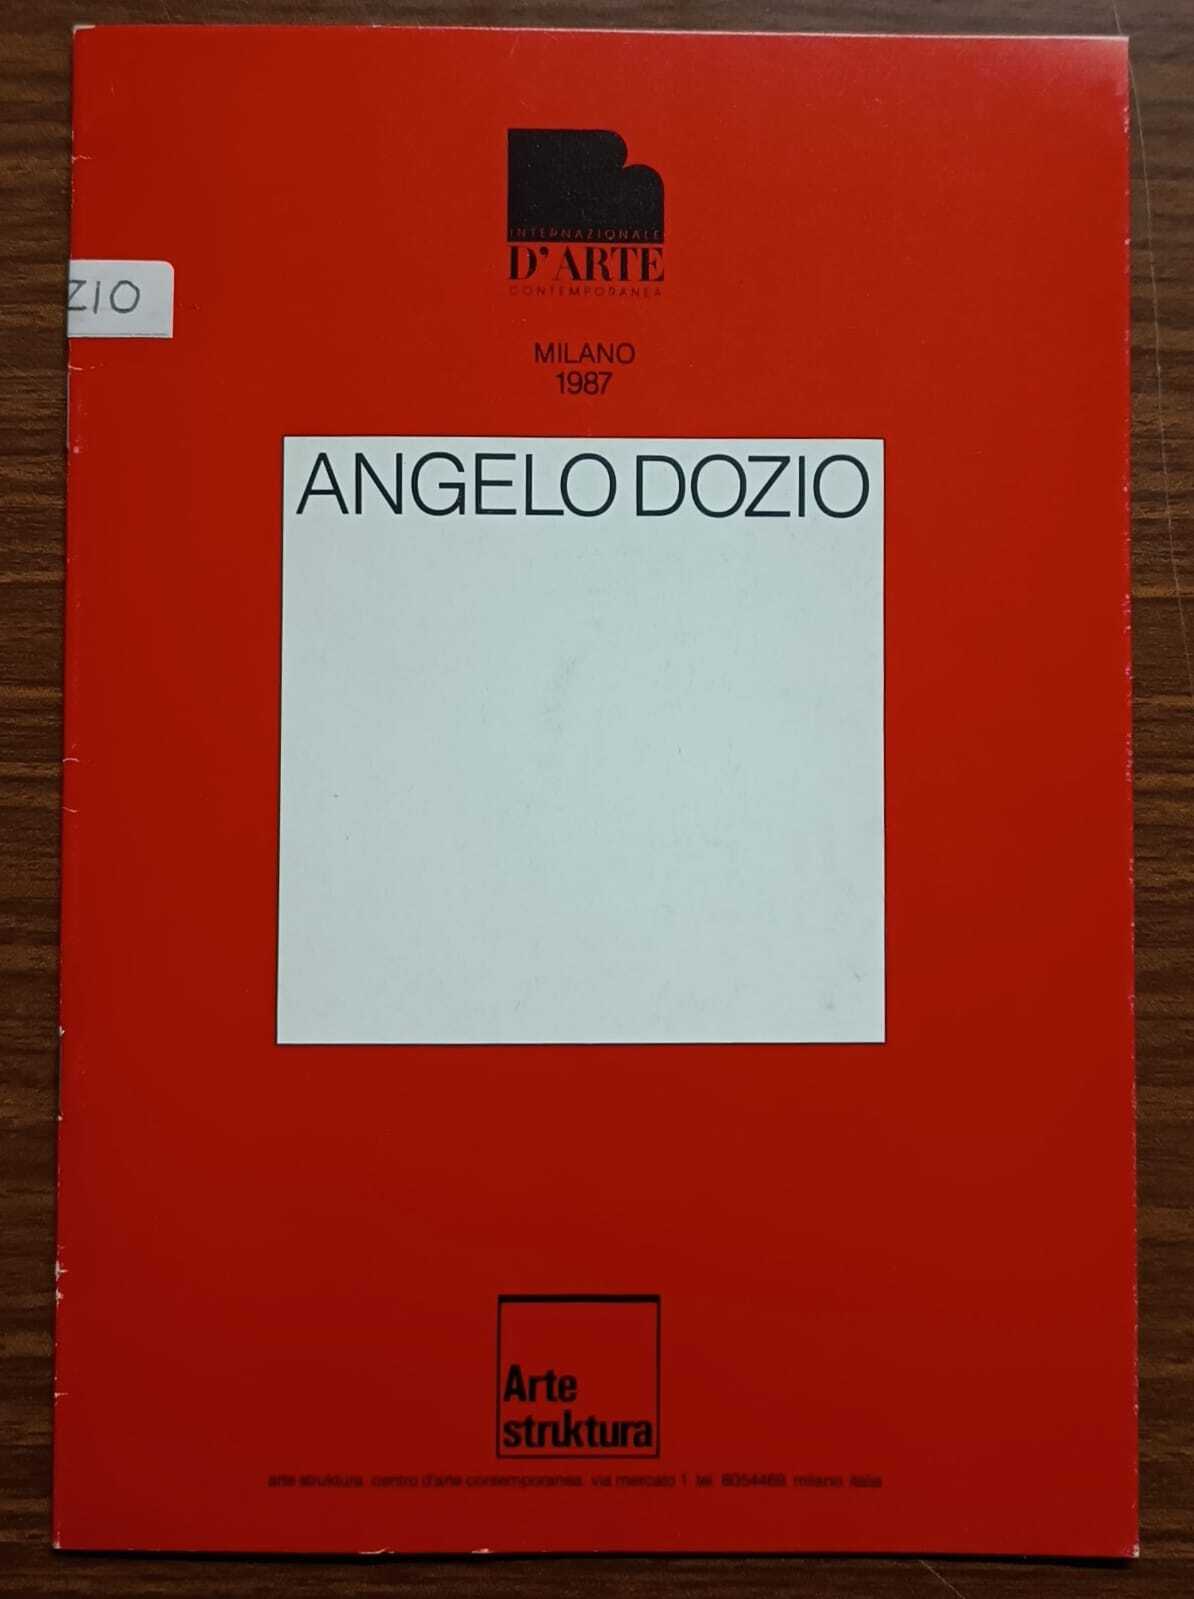 INTERNAZIONALE
D'ARTE
CONTEMPORANEA
ZIO
MILANO
1987
ANGELO DOZIO
Arte
struktura
arte struktura centro d'arte contemporanea via mercato 1 tel. 8054469 milano italia